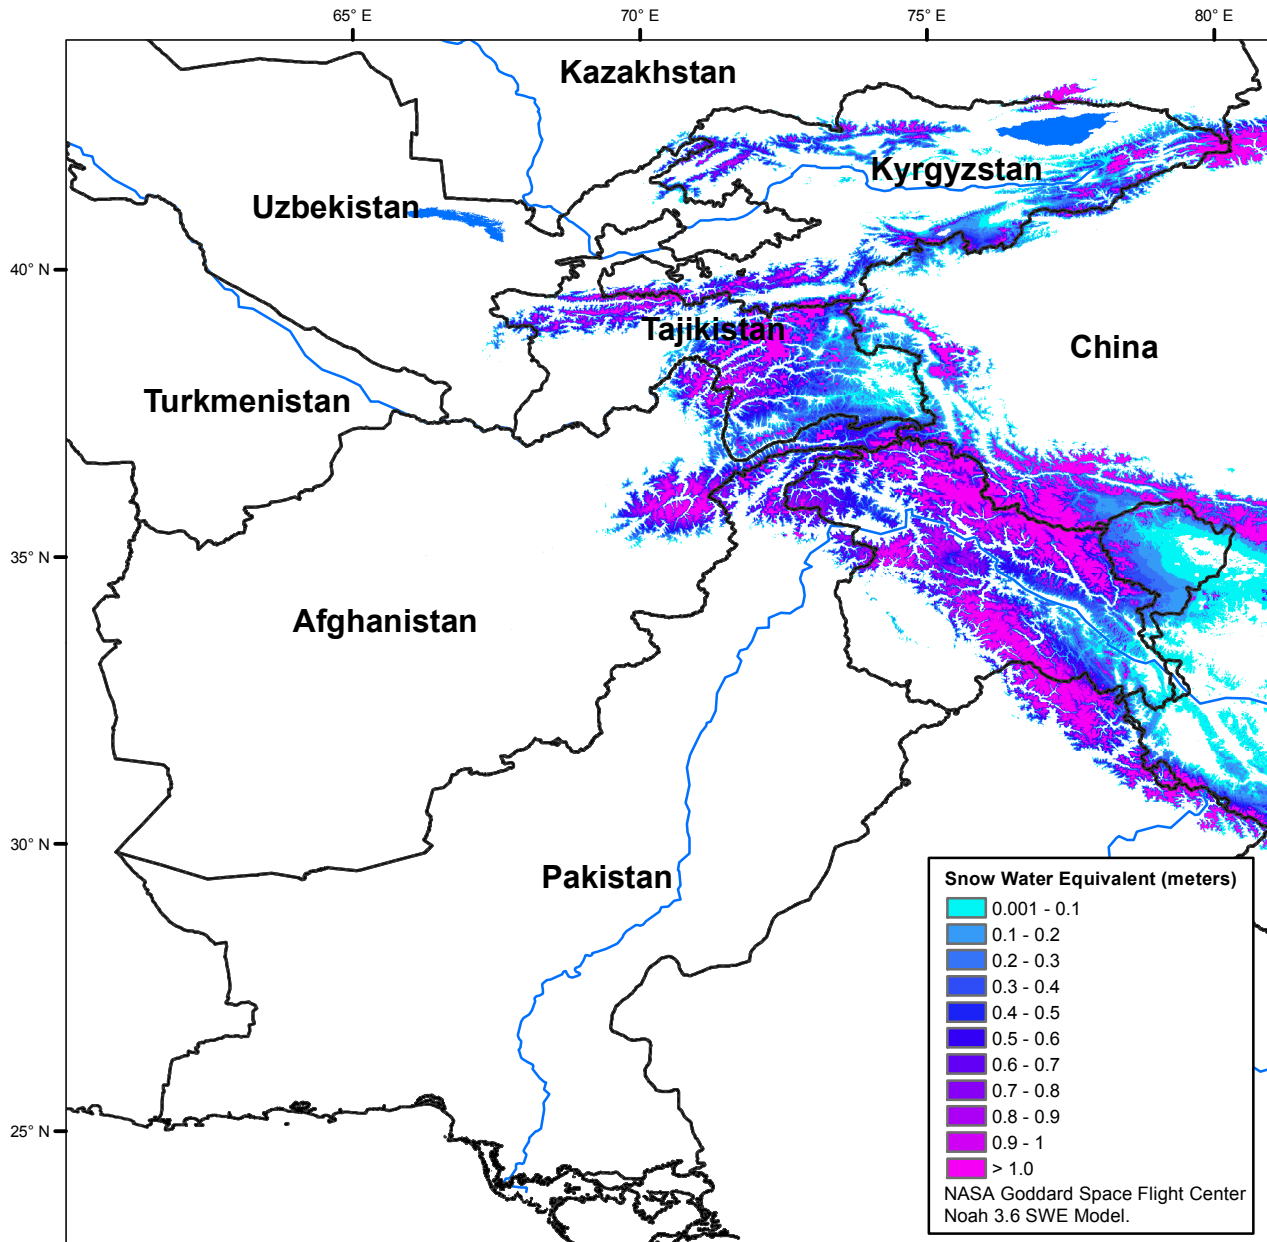 65° E
70° E
75° E
80° E
Kazakhstan
Kyrgyzstan
Uzbekistan
40° N
Tajikistan
China
Turkmenistan
35° N
Afghanistan
30° N
Pakistan
25° N
Snow Water Equivalent (meters)
0.001 - 0.1
0.1 - 0.2
0.2 - 0.3
0.3 - 0.4
0.4 - 0.5
0.5 - 0.6
0.6 - 0.7
0.7 - 0.8
0.8 - 0.9
0.9 - 1
> 1.0
NASA Goddard Space Flight Center
Noah 3.6 SWE Model.